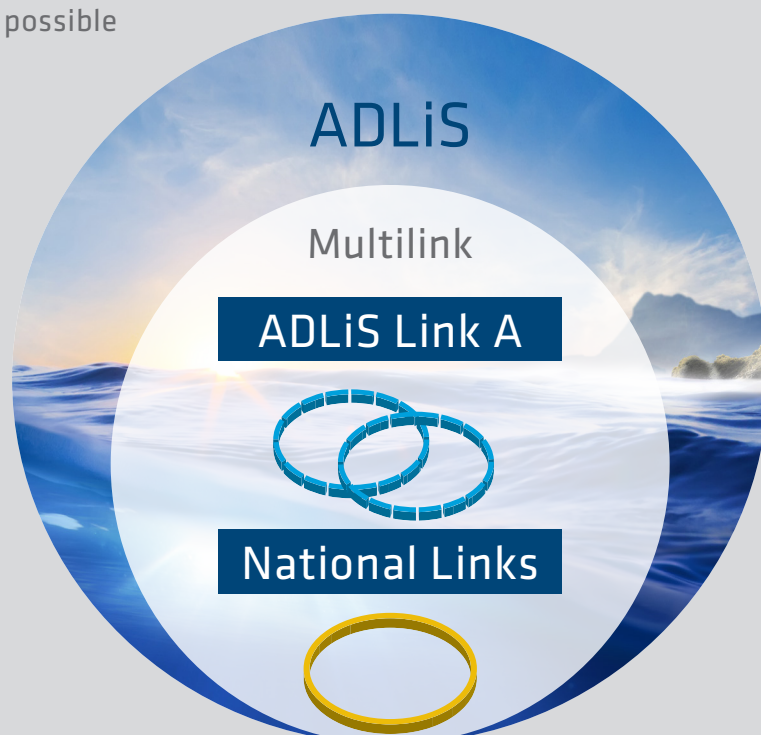 possible
ADLiS
Multilink
ADLiS Link A
National Links